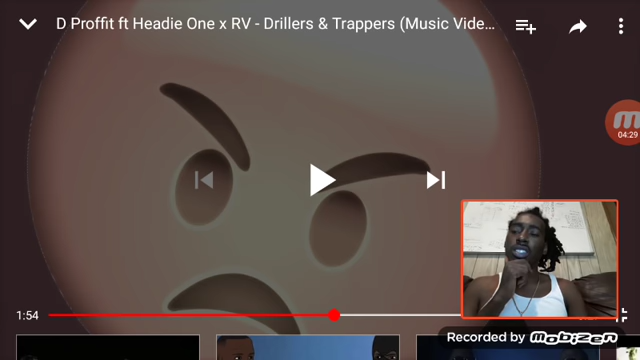 D Proffit ft Headie One x RV - Drillers & Trappers (Music Vide...
04:29
1:54
Recorded by Mobizen